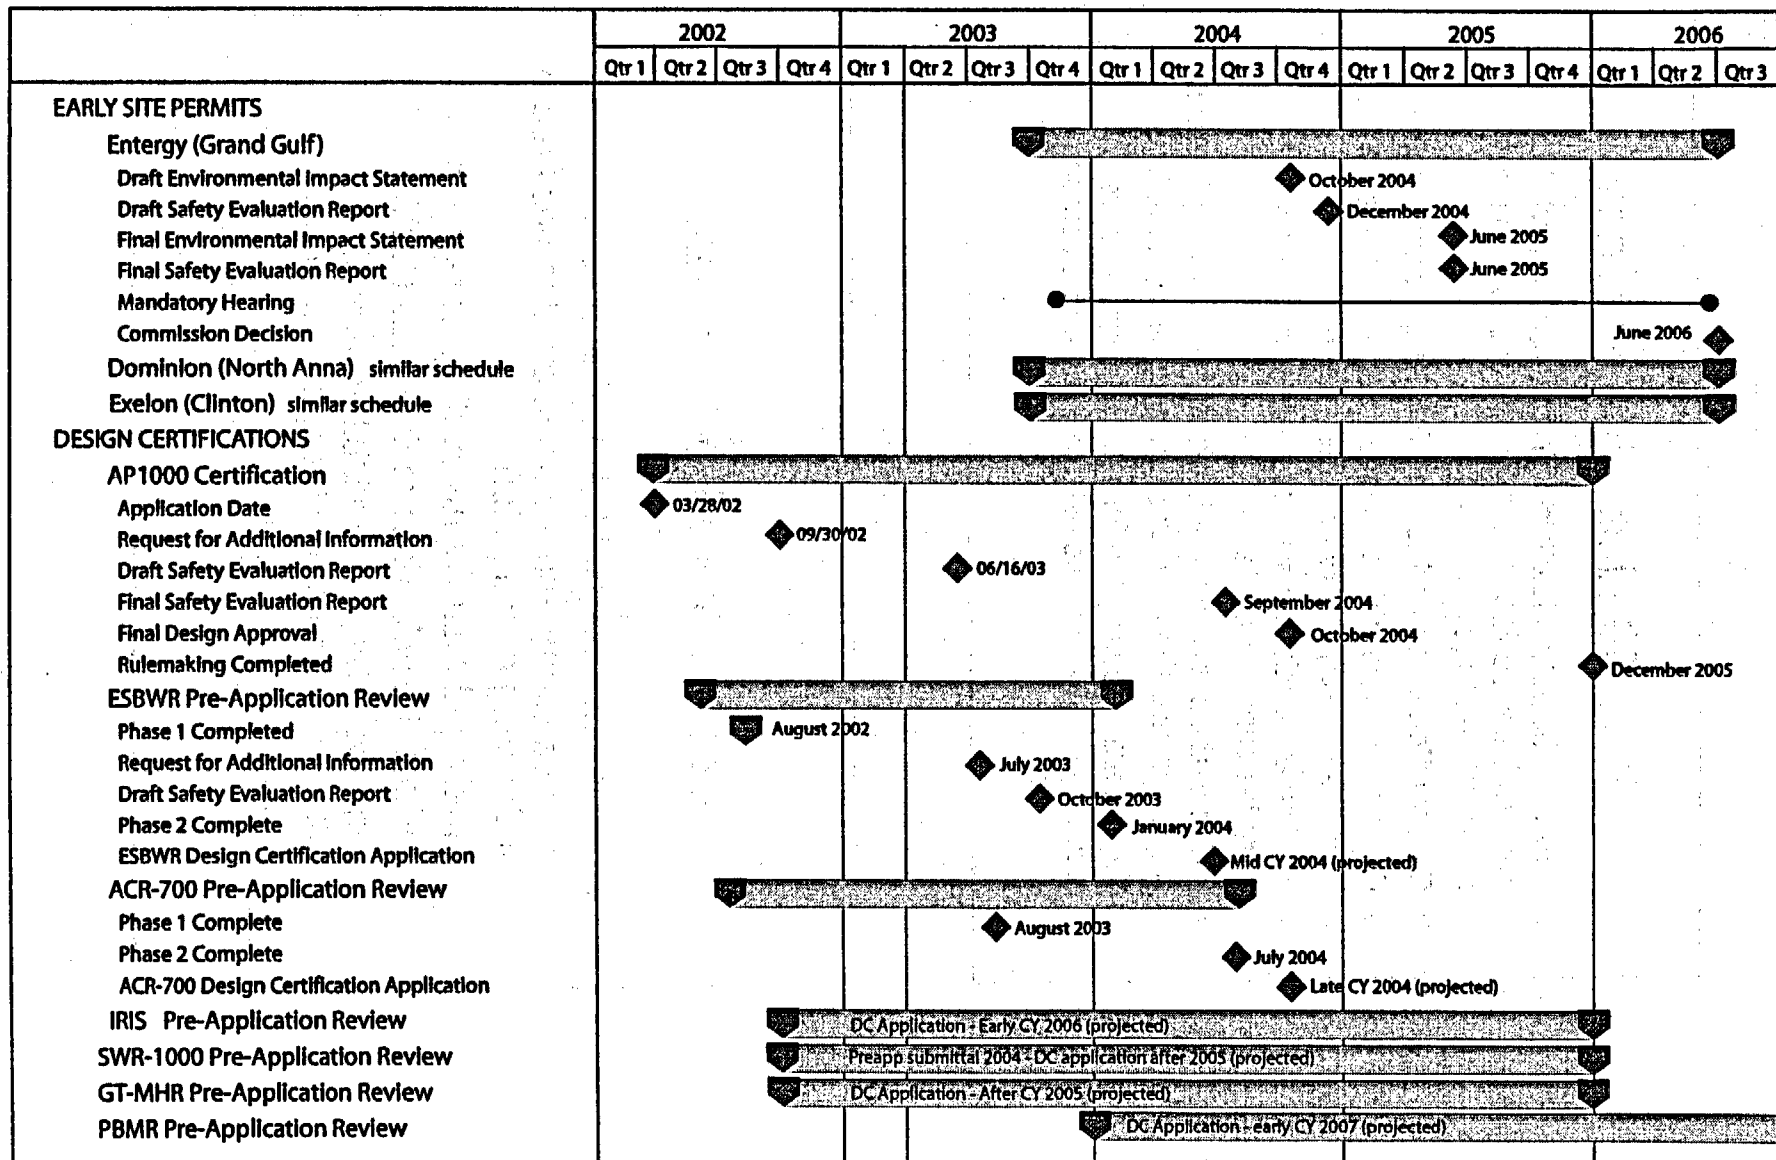 2002 2003 2004 2005 2006
Qtr 1 Qtr 2 Qtr 3 Qtr 4 Qtr 1 Qtr 2 Qtr 3 Qtr 4 Qtr 1 Qtr 2 Qtr 3 Qtr 4 Qtr 1 Qtr 2 Qtr 3 Qtr 4 Qtr 1 Qtr 2 Qtr 3
EARLY SITE PERMITS
Entergy (Grand Gulf)
Draft Environmental Impact Statement October 2004
Draft Safety Evaluation Report December 2004
Final Environmental Impact Statement June 2005
Final Safety Evaluation Report June 2005
Mandatory Hearing
Commission Decision June 2006
Dominion (North Anna) similar schedule
Exelon (Clinton) similar schedule
DESIGN CERTIFICATIONS
AP1000 Certification
Application Date 03/28/02
Request for Additional Information 09/30/02
Draft Safety Evaluation Report 06/16/03
Final Safety Evaluation Report September 2004
Final Design Approval October 2004
Rulemaking Completed December 2005
ESBWR Pre-Application Review
Phase 1 Completed August 2002
Request for Additional Information July 2003
Draft Safety Evaluation Report October 2003
Phase 2 Complete January 2004
ESBWR Design Certification Application Mid CY 2004 (projected)
ACR-700 Pre-Application Review
Phase 1 Complete August 2003
Phase 2 Complete July 2004
ACR-700 Design Certification Application Late CY 2004 (projected)
IRIS Pre-Application Review DC Application - Early CY 2006 (projected)
SWR-1000 Pre-Application Review Preapp submittal 2004 - DC application after 2005 (projected)
GT-MHR Pre-Application Review DC Application - After CY 2005 (projected)
PBMR Pre-Application Review DC Application - early CY 2007 (projected)